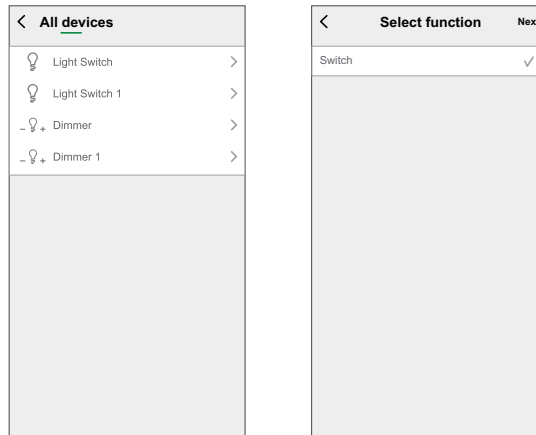 All devices
Light Switch
Light Switch 1
Dimmer
Dimmer 1
Select function
Nex
Switch